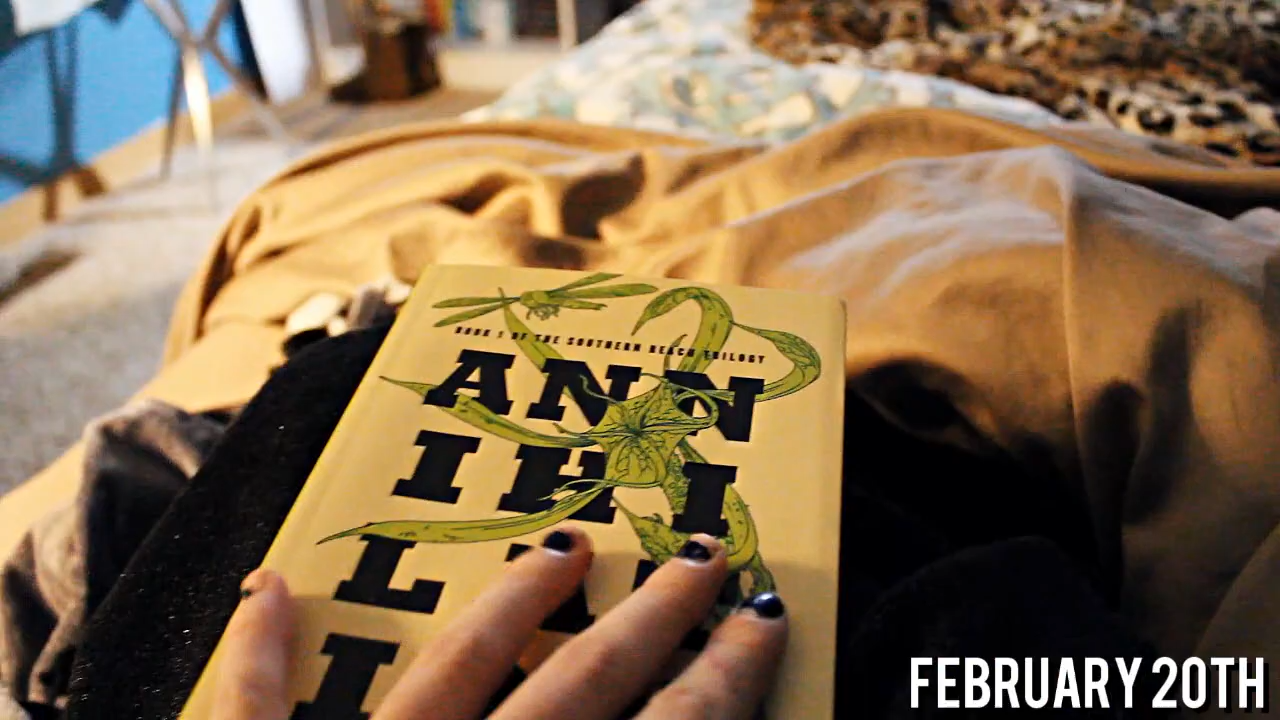 BOOK 1 OF THE SOUTHERN REACH TRILOGY
ANN
IHI
L
I
FEBRUARY 20TH